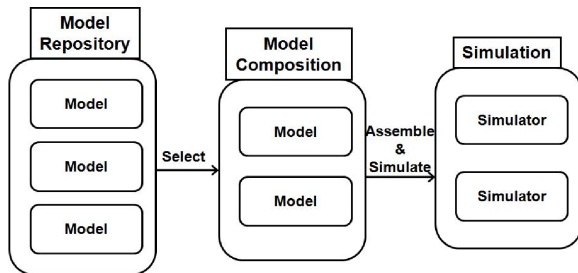 Model
Repository
Model
Model
Model
Select
Model
Composition
Model
Model
Assemble
&
Simulate
Simulation
Simulator
Simulator